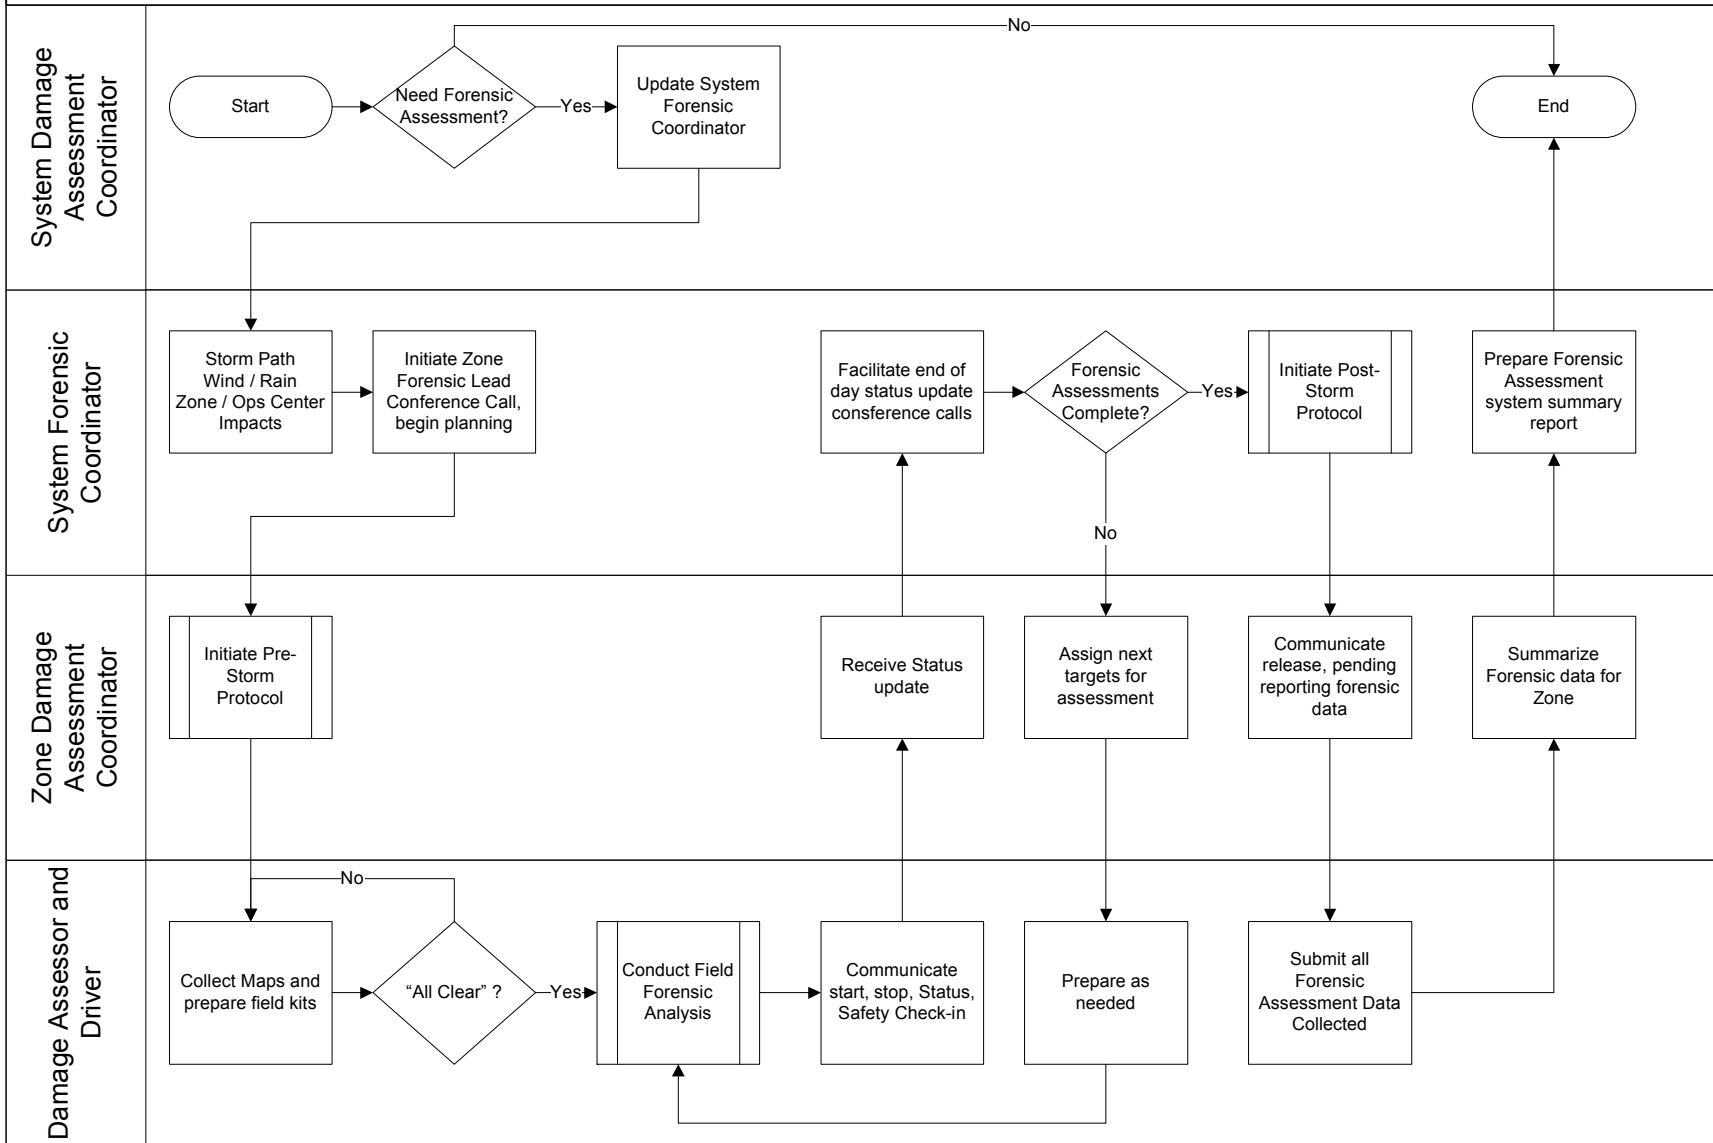 System Damage
Assessment
Coordinator
Start
Need Forensic
Assessment?
Yes
Update System
Forensic
Coordinator
No
End
System Forensic
Coordinator
Storm Path
Wind / Rain
Zone / Ops Center
Impacts
Initiate Zone
Forensic Lead
Conference Call,
begin planning
Facilitate end of
day status update
consference calls
Forensic
Assessments
Complete?
Yes
No
Initiate Post-
Storm
Protocol
Prepare Forensic
Assessment
system summary
report
Zone Damage
Assessment
Coordinator
Initiate Pre-
Storm
Protocol
Receive Status
update
Assign next
targets for
assessment
Communicate
release, pending
reporting forensic
data
Summarize
Forensic data for
Zone
Damage Assessor and
Driver
No
Collect Maps and
prepare field kits
“All Clear” ?
Yes
Conduct Field
Forensic
Analysis
Communicate
start, stop, Status,
Safety Check-in
Prepare as
needed
Submit all
Forensic
Assessment Data
Collected